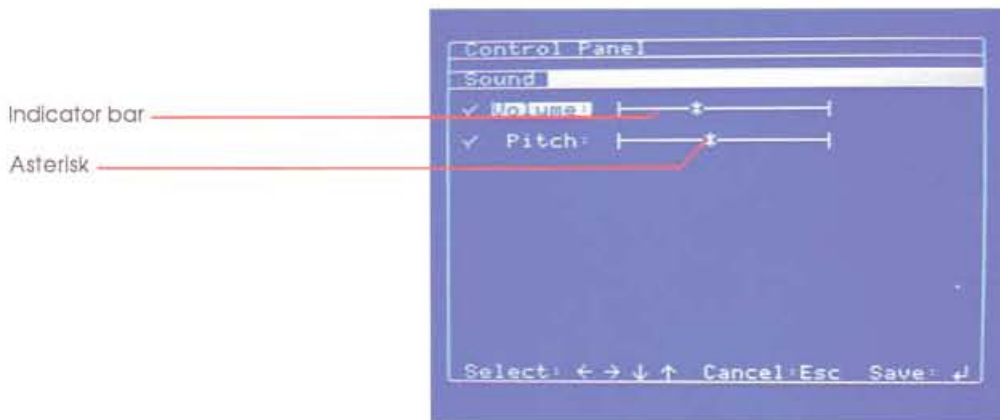 Control Panel
Sound
Indicator bar
✓ Volume:
✓ Pitch:
Asterisk
Select: ← → ↓ ↑ Cancel:Esc Save: ↵